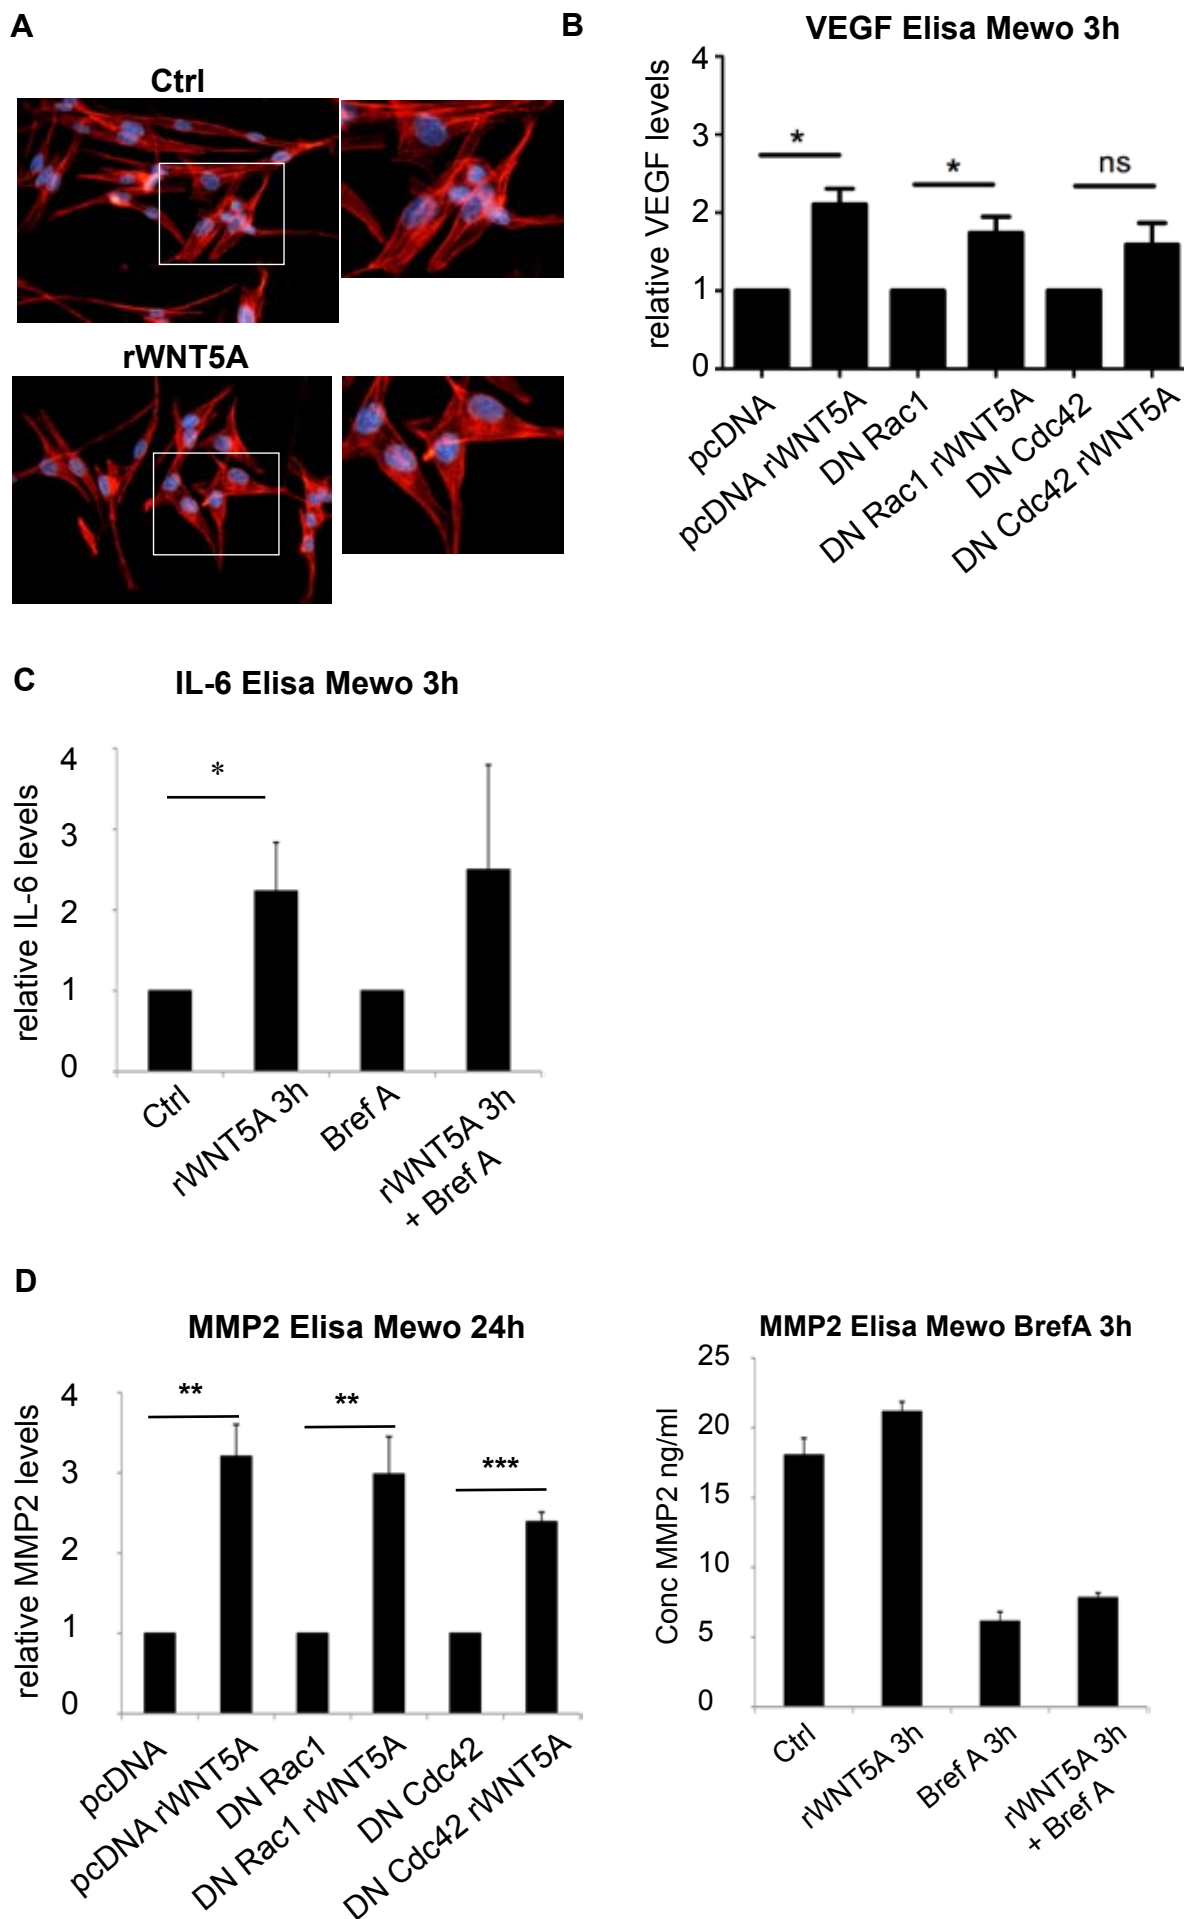 A
Ctrl
rWNT5A
B
VEGF Elisa Mewo 3h
relative VEGF levels
4
3
2
1
0
*
*
ns
pcDNA
pcDNA rWNT5A
DN Rac1
DN Rac1 rWNT5A
DN Cdc42
DN Cdc42 rWNT5A
C
IL-6 Elisa Mewo 3h
relative IL-6 levels
4
3
2
1
0
*
Ctrl
rWNT5A 3h
Bref A
rWNT5A 3h
+ Bref A
D
MMP2 Elisa Mewo 24h
relative MMP2 levels
4
3
2
1
0
**
**
***
pcDNA
pcDNA rWNT5A
DN Rac1
DN Rac1 rWNT5A
DN Cdc42
DN Cdc42 rWNT5A
MMP2 Elisa Mewo BrefA 3h
Conc MMP2 ng/ml
25
20
15
10
5
0
Ctrl
rWNT5A 3h
Bref A 3h
rWNT5A 3h
+ Bref A